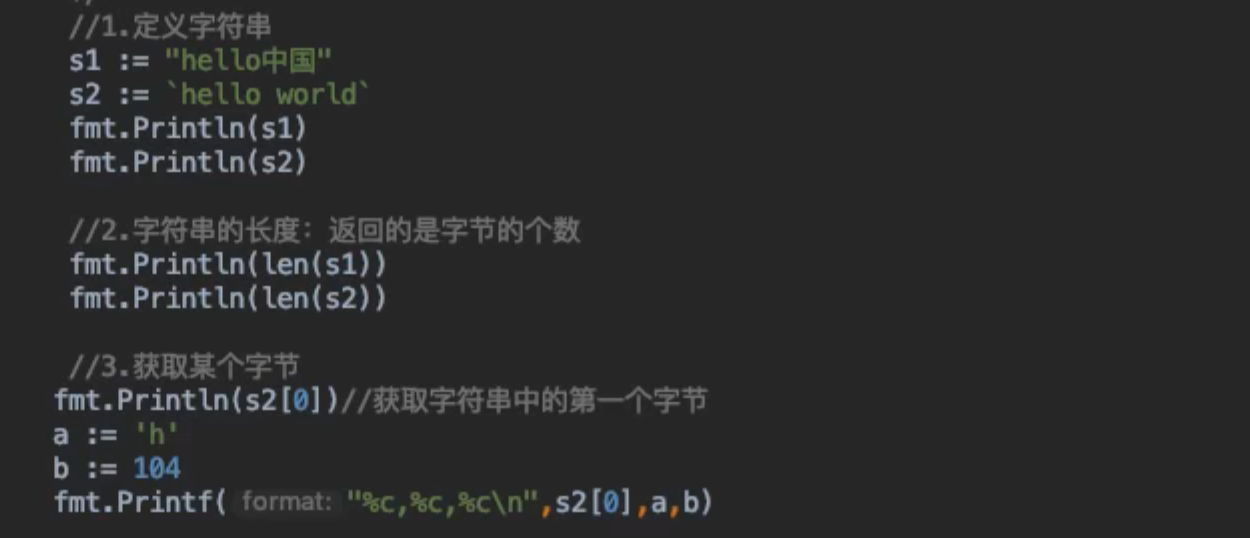 //1.定义字符串
s1 := "hello中国"
s2 := `hello world`
fmt.Println(s1)
fmt.Println(s2)
//2.字符串的长度：返回的是字节的个数
fmt.Println(len(s1))
fmt.Println(len(s2))
//3.获取某个字节
fmt.Println(s2[0])//获取字符串中的第一个字节
a := 'h'
b := 104
fmt.Printf( format: "%c,%c,%c\n",s2[0],a,b)